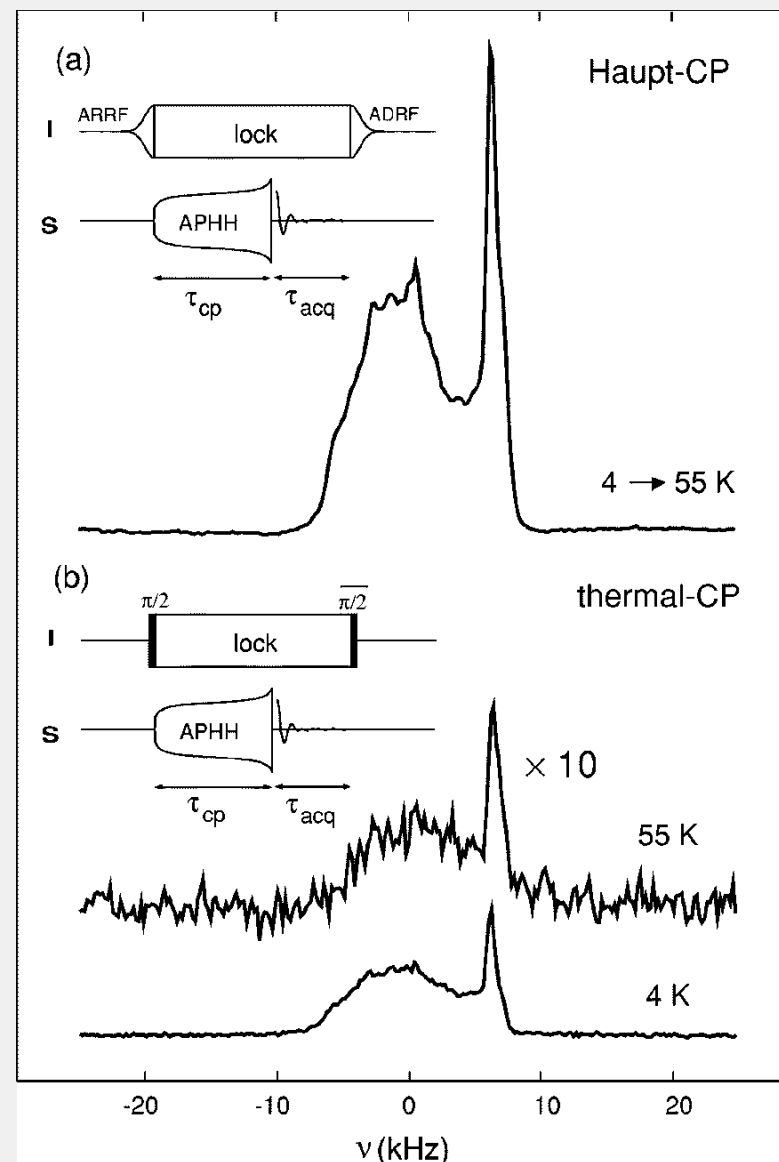 (a)
Haupt-CP
ARRF
ADRF
I
lock
S
APHH
τcp
τacq
4 → 55 K
(b)
thermal-CP
π/2
π/2
I
lock
S
APHH
× 10
τcp
τacq
55 K
4 K
-20 -10 0 10 20
ν (kHz)